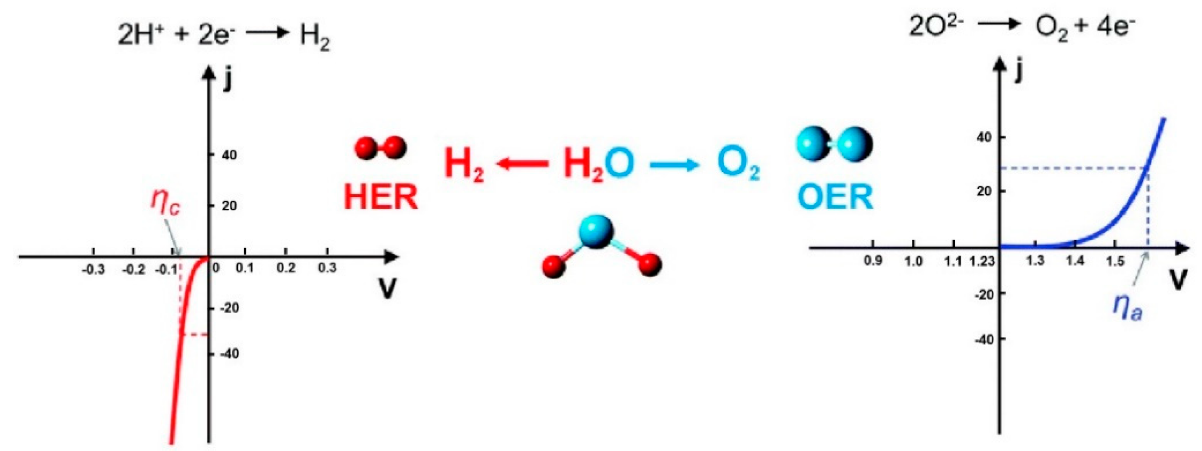 2H⁺ + 2e⁻ → H₂
j
40
20
ηc
-0.3 -0.2 -0.1 0 0.1 0.2 0.3
V
-20
-40
H₂ ← H₂O → O₂
HER
OER
2O²⁻ → O₂ + 4e⁻
j
40
20
0.9 1.0 1.1 1.23 1.3 1.4 1.5
V
ηa
-20
-40